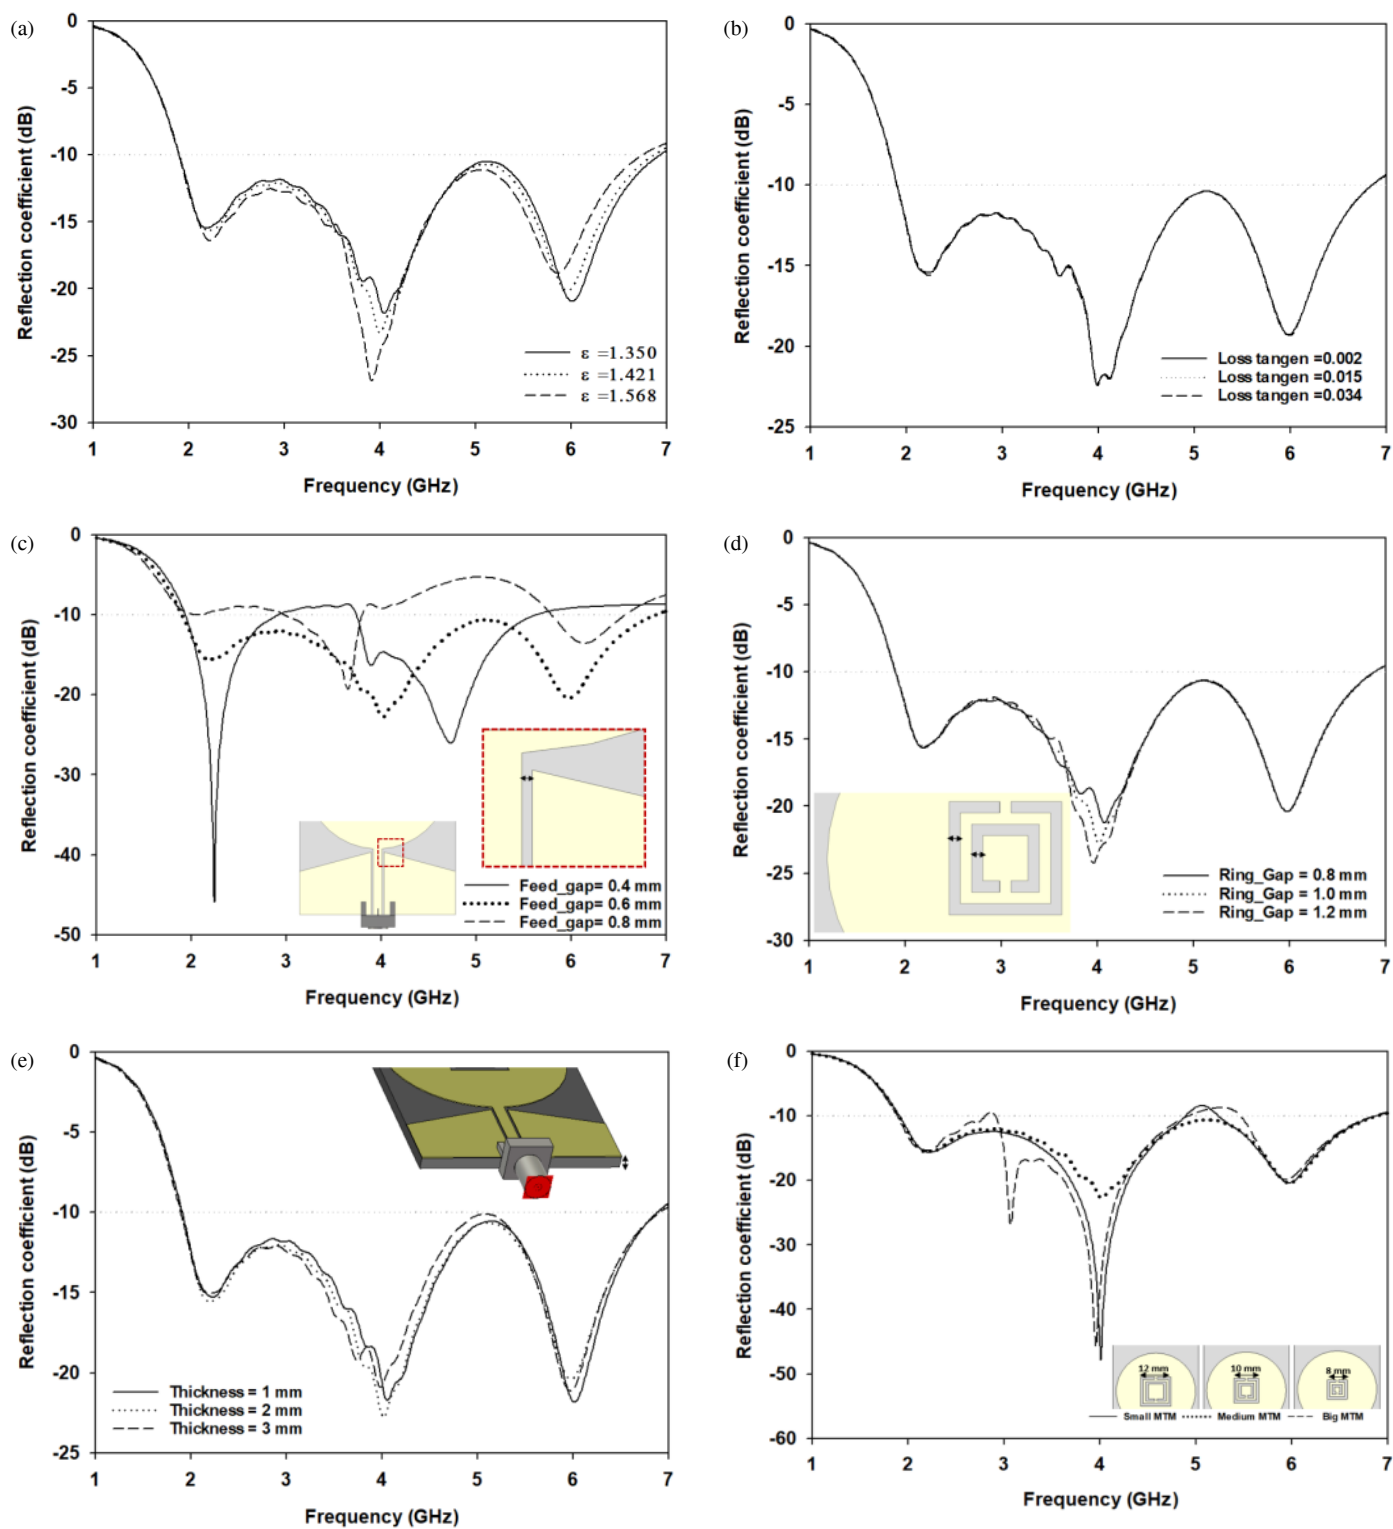 (a)
0
-5
-10
-15
-20
-25
-30
Reflection coefficient (dB)
ε =1.350
ε =1.421
ε =1.568
1 2 3 4 5 6 7
Frequency (GHz)
(b)
0
-5
-10
-15
-20
-25
Reflection coefficient (dB)
Loss tangen =0.002
Loss tangen =0.015
Loss tangen =0.034
1 2 3 4 5 6 7
Frequency (GHz)
(c)
0
-10
-20
-30
-40
-50
Reflection coefficient (dB)
Feed_gap= 0.4 mm
Feed_gap= 0.6 mm
Feed_gap= 0.8 mm
1 2 3 4 5 6 7
Frequency (GHz)
(d)
0
-5
-10
-15
-20
-25
-30
Reflection coefficient (dB)
Ring_Gap = 0.8 mm
Ring_Gap = 1.0 mm
Ring_Gap = 1.2 mm
1 2 3 4 5 6 7
Frequency (GHz)
(e)
0
-5
-10
-15
-20
-25
Reflection coefficient (dB)
Thickness = 1 mm
Thickness = 2 mm
Thickness = 3 mm
1 2 3 4 5 6 7
Frequency (GHz)
(f)
0
-10
-20
-30
-40
-50
-60
Reflection coefficient (dB)
12 mm 10 mm 8 mm
Small MTM Medium MTM Big MTM
1 2 3 4 5 6 7
Frequency (GHz)